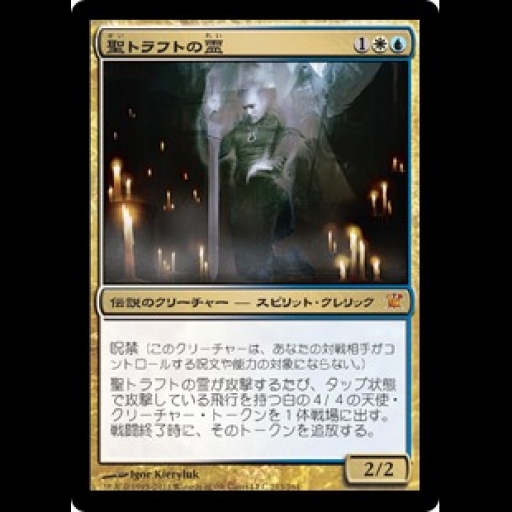 聖トラフトの霊 1
伝説のクリーチャー — スピリット・クレリック
呪禁（このクリーチャーは、あなたの対戦相手がコ
ントロールする呪文や能力の対象にならない。）
聖トラフトの霊が攻撃するたび、タップ状態
で攻撃している飛行を持つ白の４/４の天使・
クリーチャー・トークンを１体戦場に出す。
戦闘終了時に、そのトークンを追放する。
2/2
Igor Kieryluk